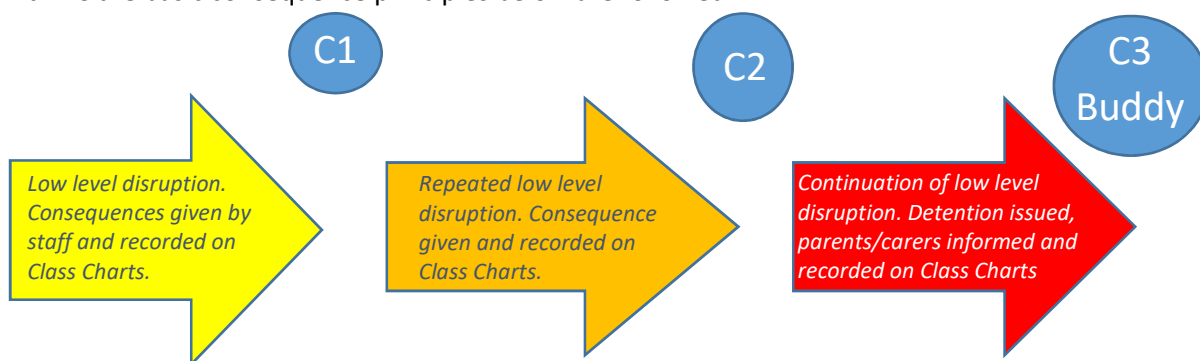 C1
Low level disruption.
Consequences given by
staff and recorded on
Class Charts.
C2
Repeated low level
disruption. Consequence
given and recorded on
Class Charts.
C3
Buddy
Continuation of low level
disruption. Detention issued,
parents/carers informed and
recorded on Class Charts